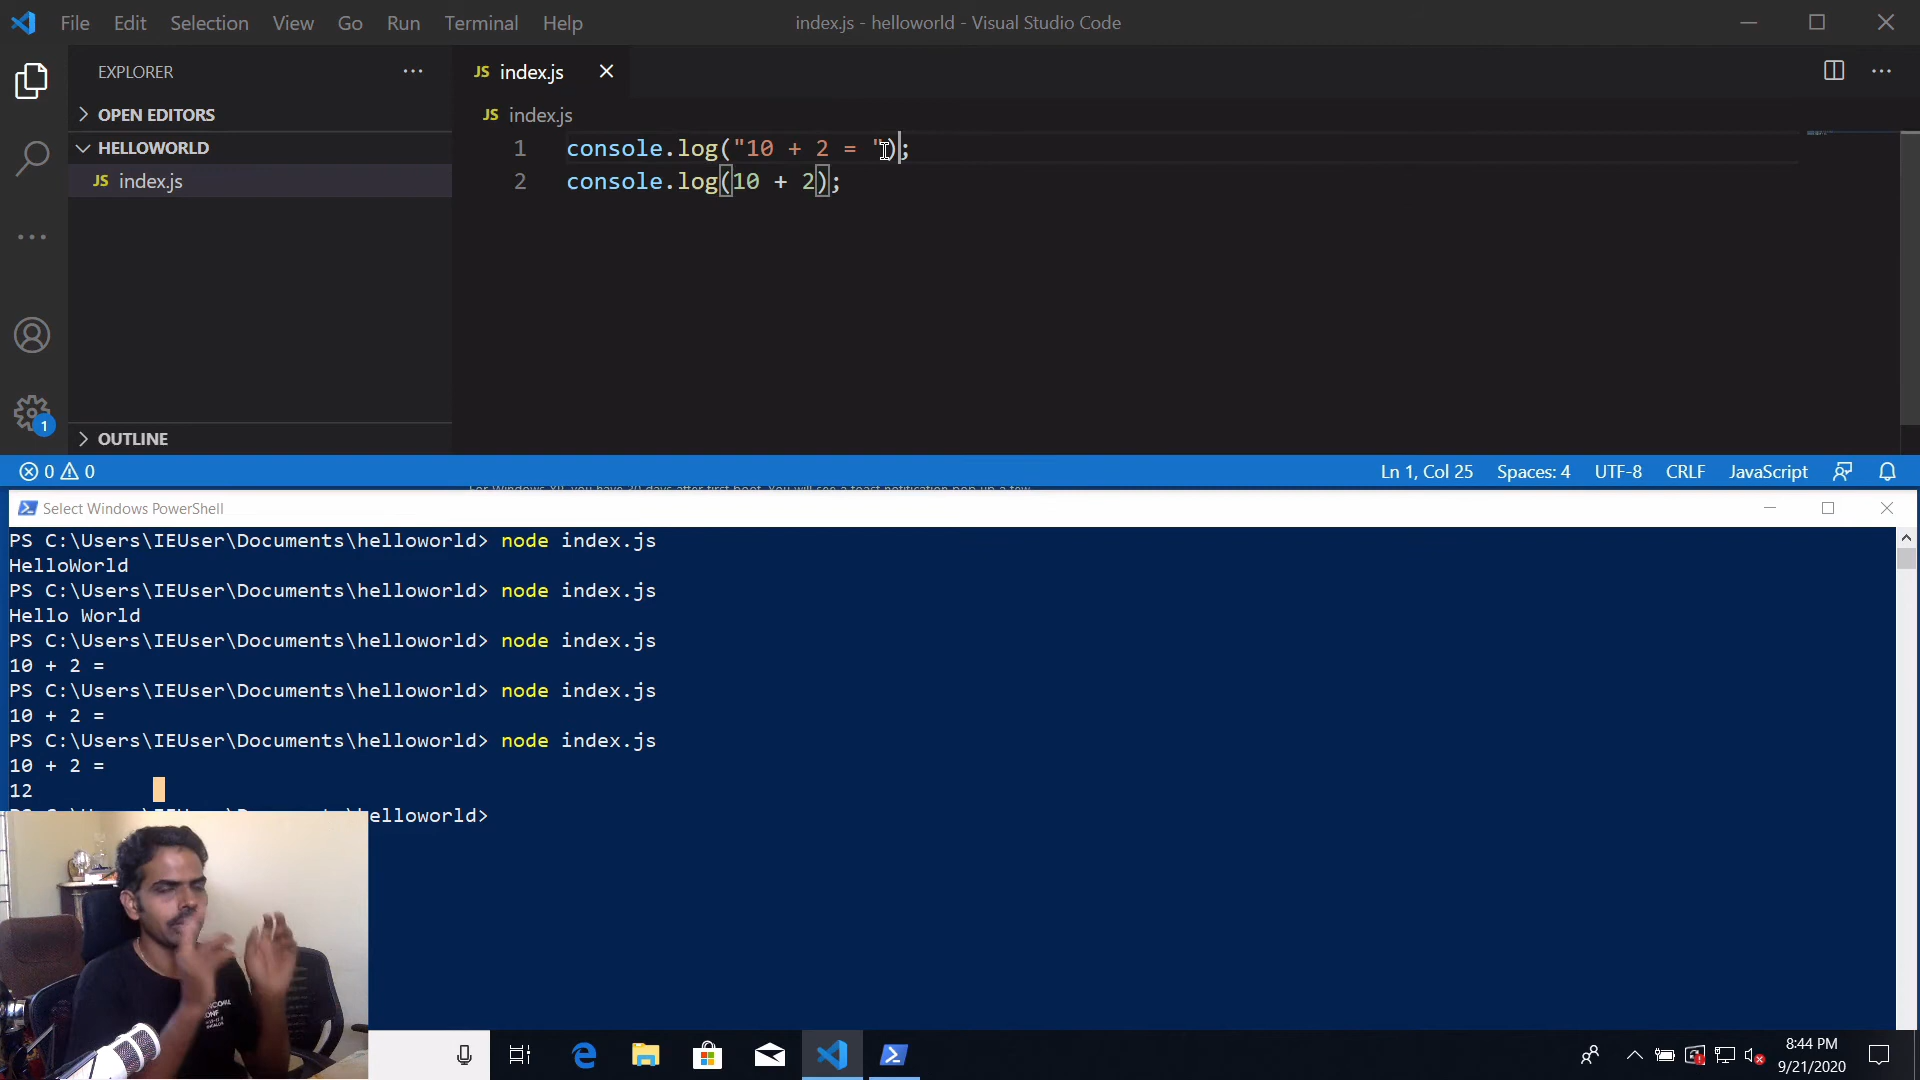 File Edit Selection View Go Run Terminal Help
index.js - helloworld - Visual Studio Code
EXPLORER
OPEN EDITORS
HELLOWORLD
JS index.js
OUTLINE
JS index.js
JS index.js
1 console.log("10 + 2 = ");
2 console.log(10 + 2);
1
0 0
Ln 1, Col 25 Spaces: 4 UTF-8 CRLF JavaScript
Select Windows PowerShell
PS C:\Users\IEUser\Documents\helloworld> node index.js
HelloWorld
PS C:\Users\IEUser\Documents\helloworld> node index.js
Hello World
PS C:\Users\IEUser\Documents\helloworld> node index.js
10 + 2 =
PS C:\Users\IEUser\Documents\helloworld> node index.js
10 + 2 =
PS C:\Users\IEUser\Documents\helloworld> node index.js
10 + 2 =
12
elloworld>
8:44 PM
9/21/2020